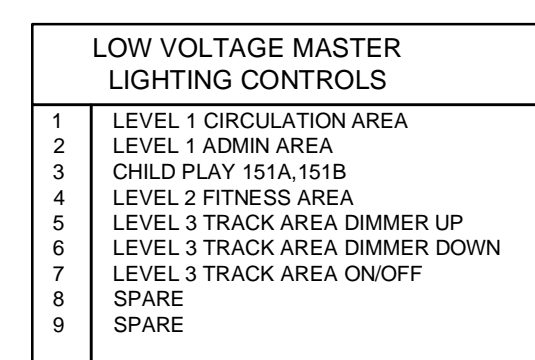 LOW VOLTAGE MASTER
LIGHTING CONTROLS
1 LEVEL 1 CIRCULATION AREA
2 LEVEL 1 ADMIN AREA
3 CHILD PLAY 151A,151B
4 LEVEL 2 FITNESS AREA
5 LEVEL 3 TRACK AREA DIMMER UP
6 LEVEL 3 TRACK AREA DIMMER DOWN
7 LEVEL 3 TRACK AREA ON/OFF
8 SPARE
9 SPARE